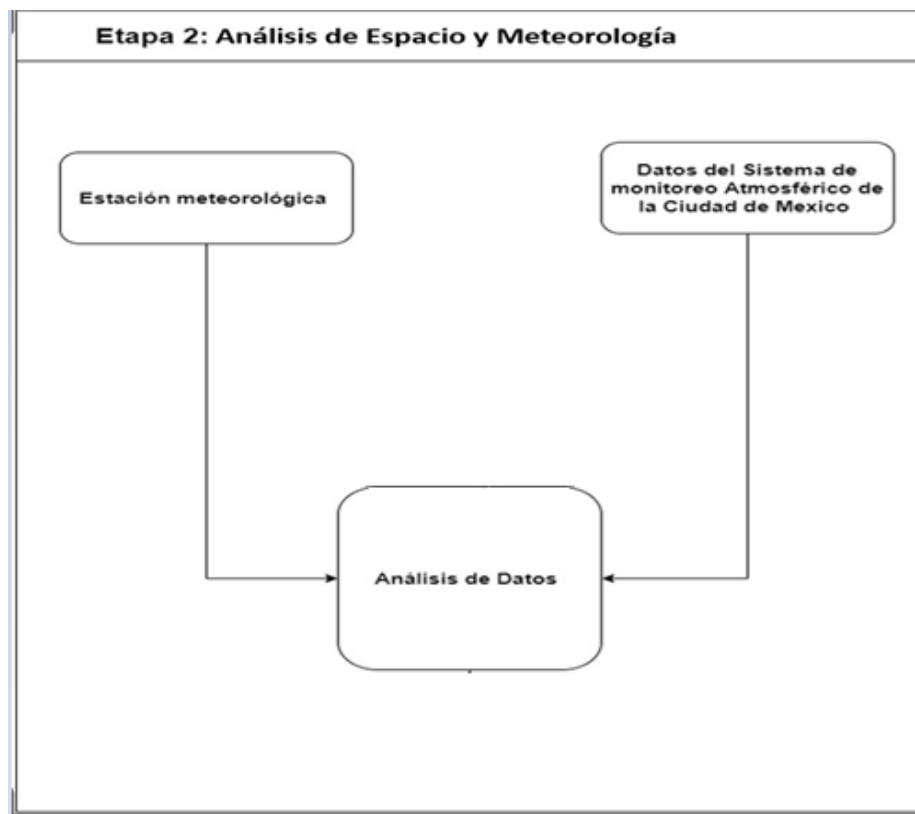 Etapa 2: Análisis de Espacio y Meteorología
Estación meteorológica
Datos del Sistema de
monitoreo Atmosférico de
la Ciudad de Mexico
Análisis de Datos